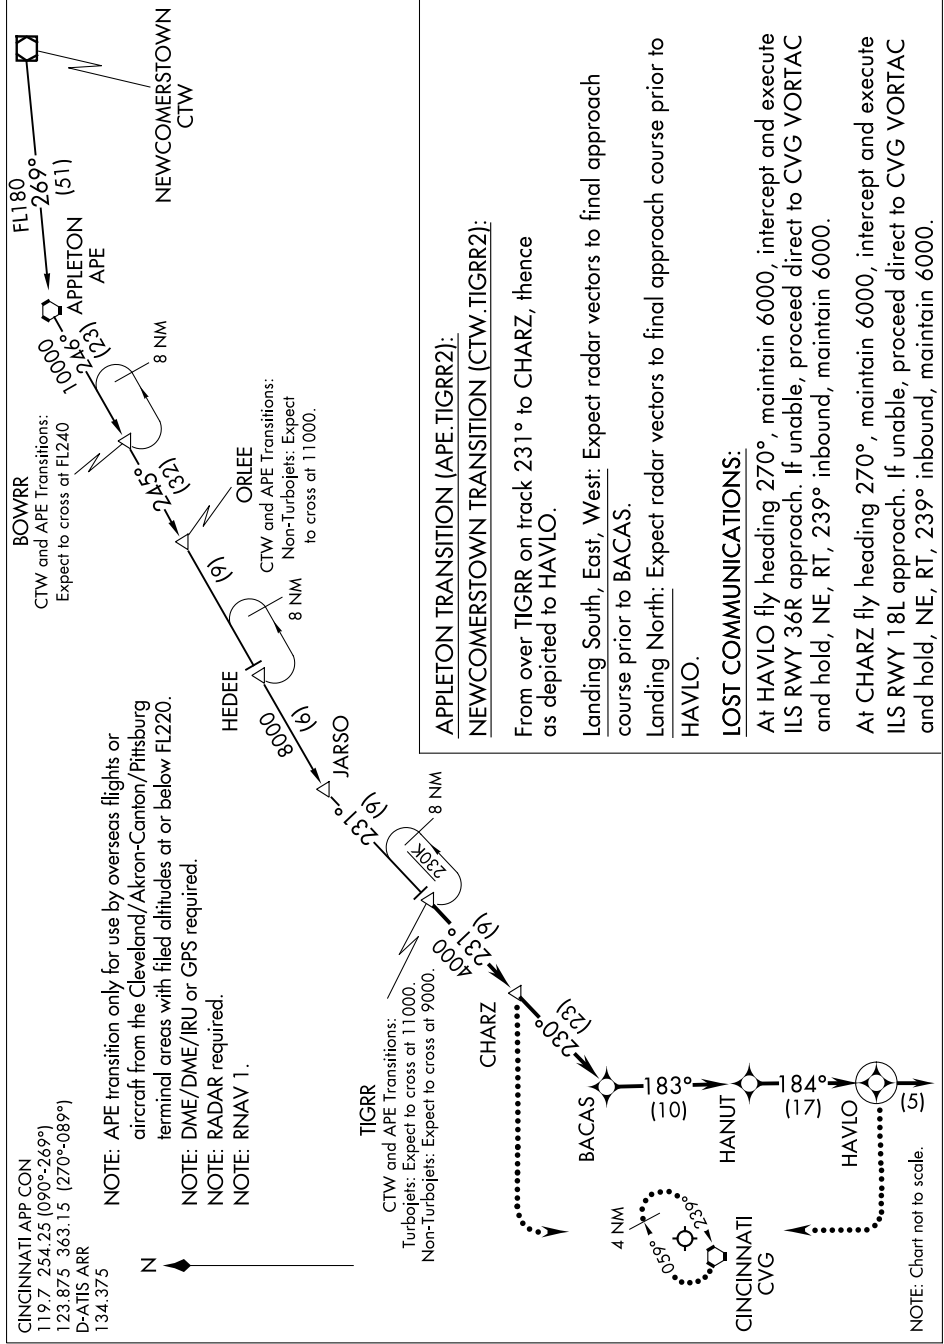 CINCINNATI APP CON
119.7 254.25 (090°-269°)
123.875 363.15 (270°-089°)
D-ATIS ARR
134.375
N
NOTE: APE transition only for use by overseas flights or
aircraft from the Cleveland/Akron-Canton/Pittsburg
terminal areas with filed altitudes at or below FL220.
NOTE: DME/DME/IRU or GPS required.
NOTE: RADAR required.
NOTE: RNAV 1.
BOWRR
CTW and APE Transitions:
Expect to cross at FL240
FL180
269°
(51)
NEWCOMERSTOWN
CTW
APPLETON
APE
10000
246°
(23)
8 NM
245°
(32)
ORLEE
CTW and APE Transitions:
Non-Turbojets: Expect
to cross at 11000.
(9)
8 NM
HEDEE
8000
(6)
JARSO
231°
(9)
8 NM
230K
TIGRR
CTW and APE Transitions:
Turbojets: Expect to cross at 11000.
Non-Turbojets: Expect to cross at 9000.
4000
231°
(9)
CHARZ
230°
(23)
BACAS
183°
(10)
HANUT
184°
(17)
HAVLO
(5)
4 NM
059°
239°
CINCINNATI
CVG
NOTE: Chart not to scale.
APPLETON TRANSITION (APE.TIGRR2):
NEWCOMERSTOWN TRANSITION (CTW.TIGRR2):
From over TIGRR on track 231° to CHARZ, thence
as depicted to HAVLO.
Landing South, East, West: Expect radar vectors to final approach
course prior to BACAS.
Landing North: Expect radar vectors to final approach course prior to
HAVLO.
LOST COMMUNICATIONS:
At HAVLO fly heading 270°, maintain 6000, intercept and execute
ILS RWY 36R approach. If unable, proceed direct to CVG VORTAC
and hold, NE, RT, 239° inbound, maintain 6000.
At CHARZ fly heading 270°, maintain 6000, intercept and execute
ILS RWY 18L approach. If unable, proceed direct to CVG VORTAC
and hold, NE, RT, 239° inbound, maintain 6000.